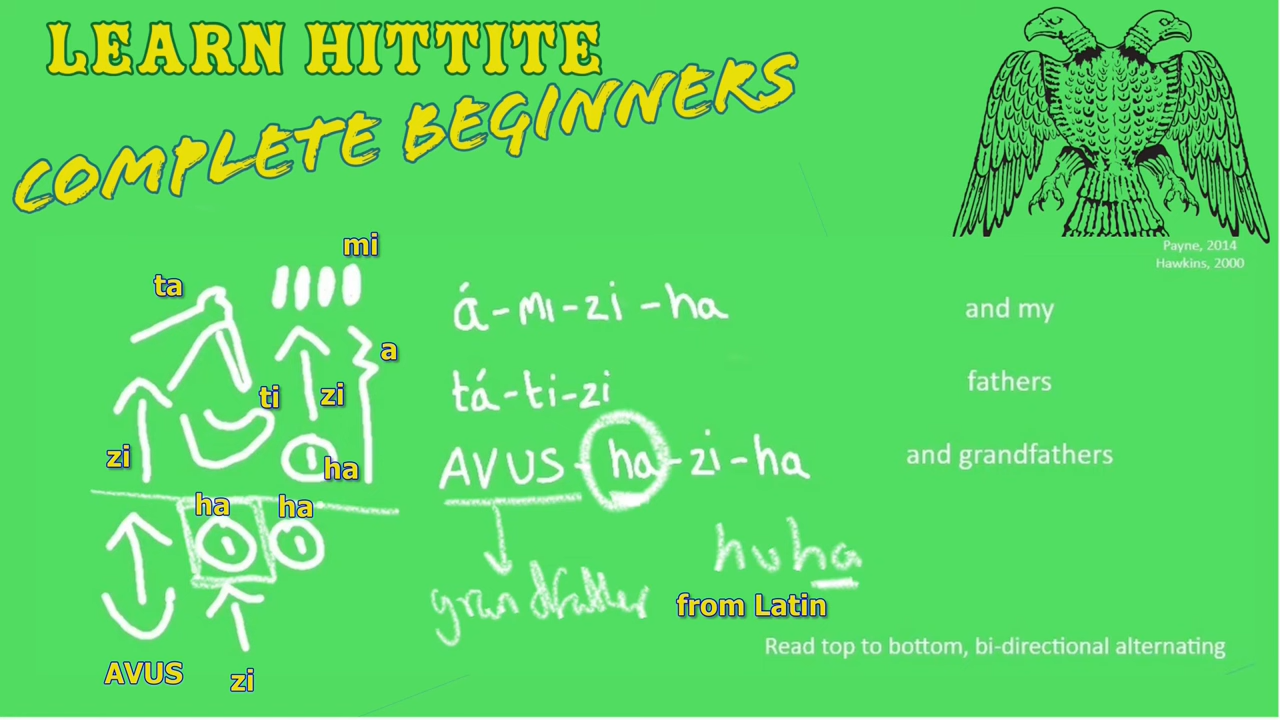 LEARN HITTITE
COMPLETE BEGINNERS
Payne, 2014
Hawkins, 2000
mi
ta
a
ti
zi
zi
ha
á-mi-zi-ha
and my
tá-ti-zi
fathers
AVUS-ha-zi-ha
and grandfathers
ha
ha
huha
grandfather
from Latin
Read top to bottom, bi-directional alternating
AVUS
zi